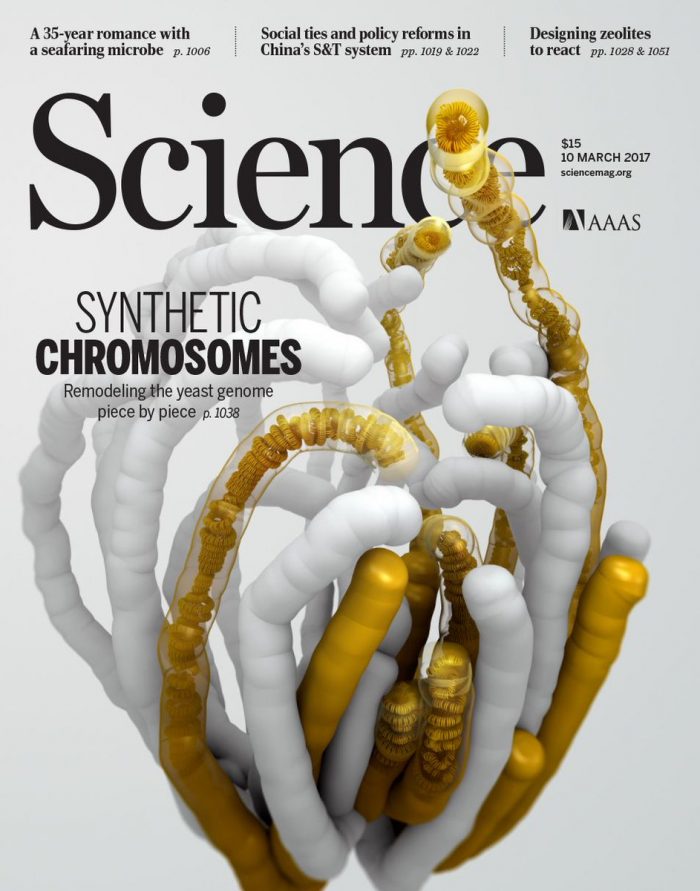 A 35-year romance with
a seafaring microbe p. 1006
Social ties and policy reforms in
China's S&T system pp. 1019 & 1022
Designing zeolites
to react pp. 1028 & 1051
Science
$15
10 MARCH 2017
sciencemag.org
AAAS
SYNTHETIC
CHROMOSOMES
Remodeling the yeast genome
piece by piece p. 1038